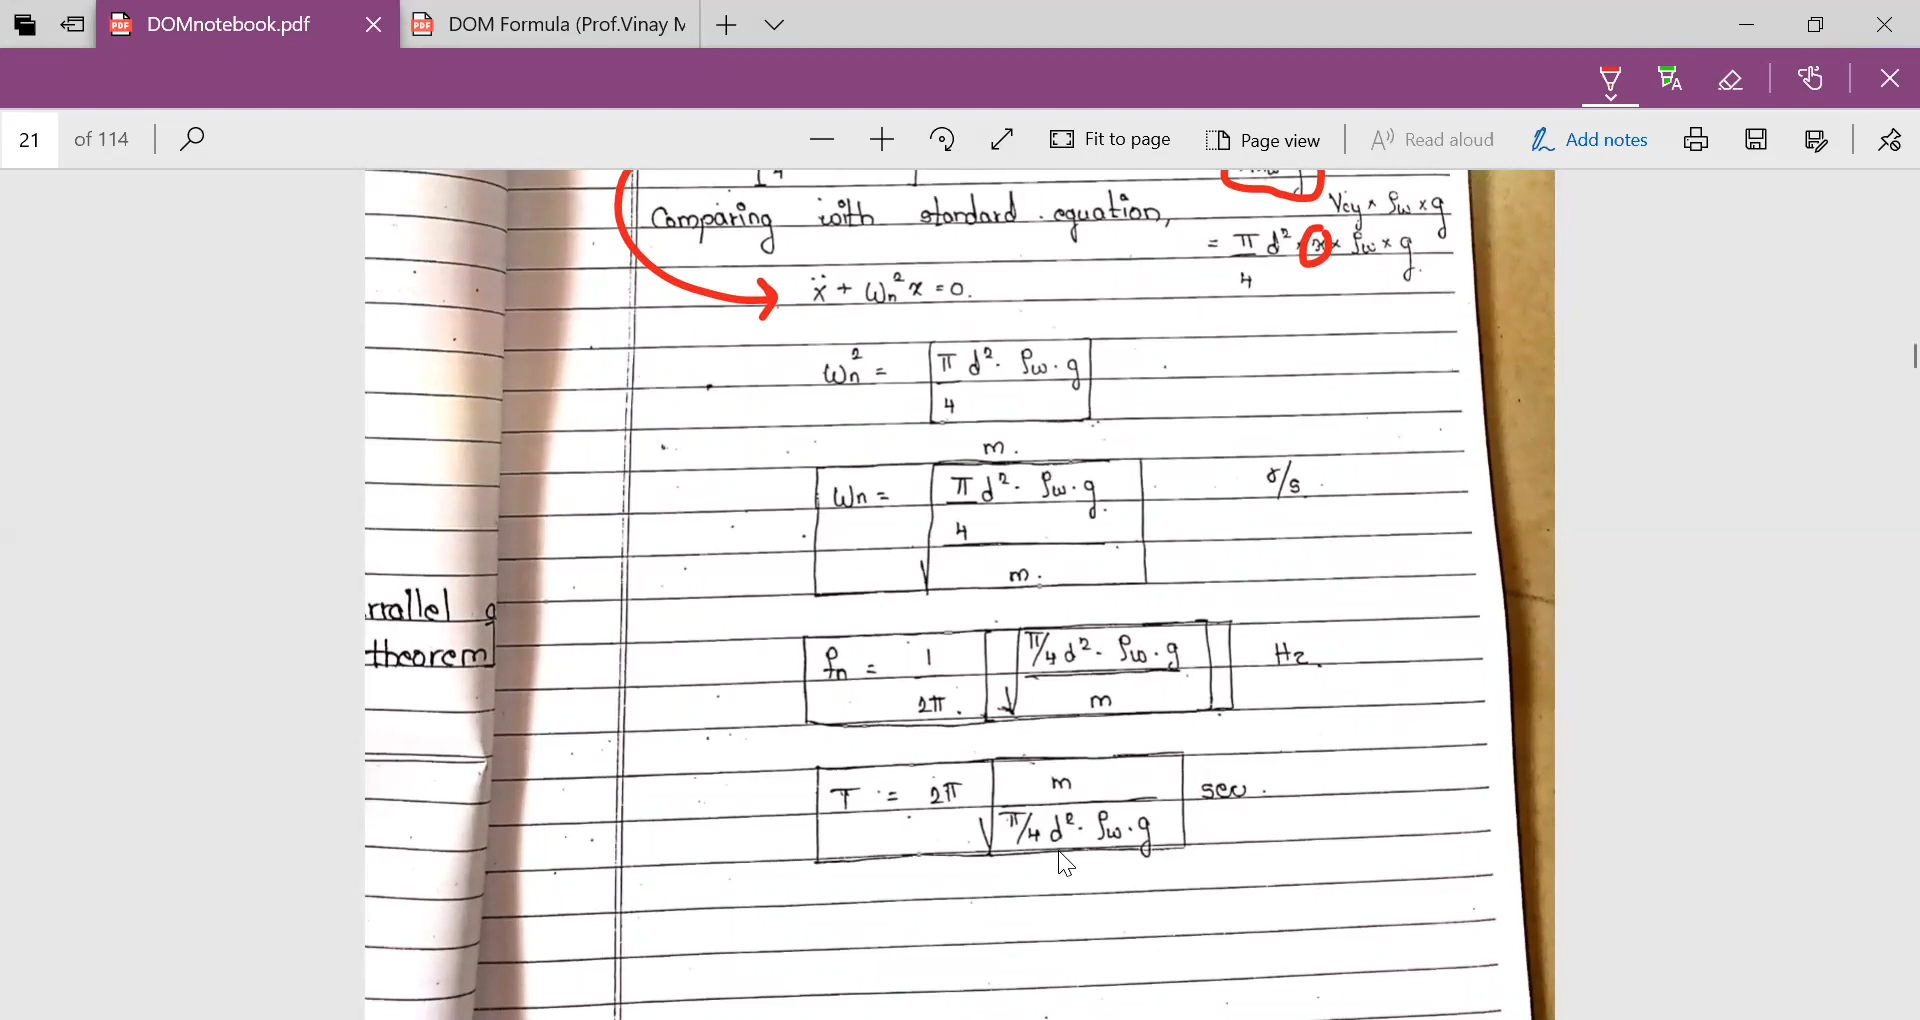 DOMnotebook.pdf
DOM Formula (Prof.Vinay M
21 of 114
Fit to page
Page view
Read aloud
Add notes
Comparing with standard equation,
Vcy × ρw × g
= π/4 d² × x × ρw × g.
ẍ + ωn² x = 0.
ωn² = π/4 d² · ρw · g / m.
ωn = √(π/4 d² · ρw · g. / m.) r/s.
fn = 1/2π. √(π/4 d² · ρw · g / m) Hz.
T = 2π √(m / π/4 d² · ρw · g) sec.
rrallel
theorem